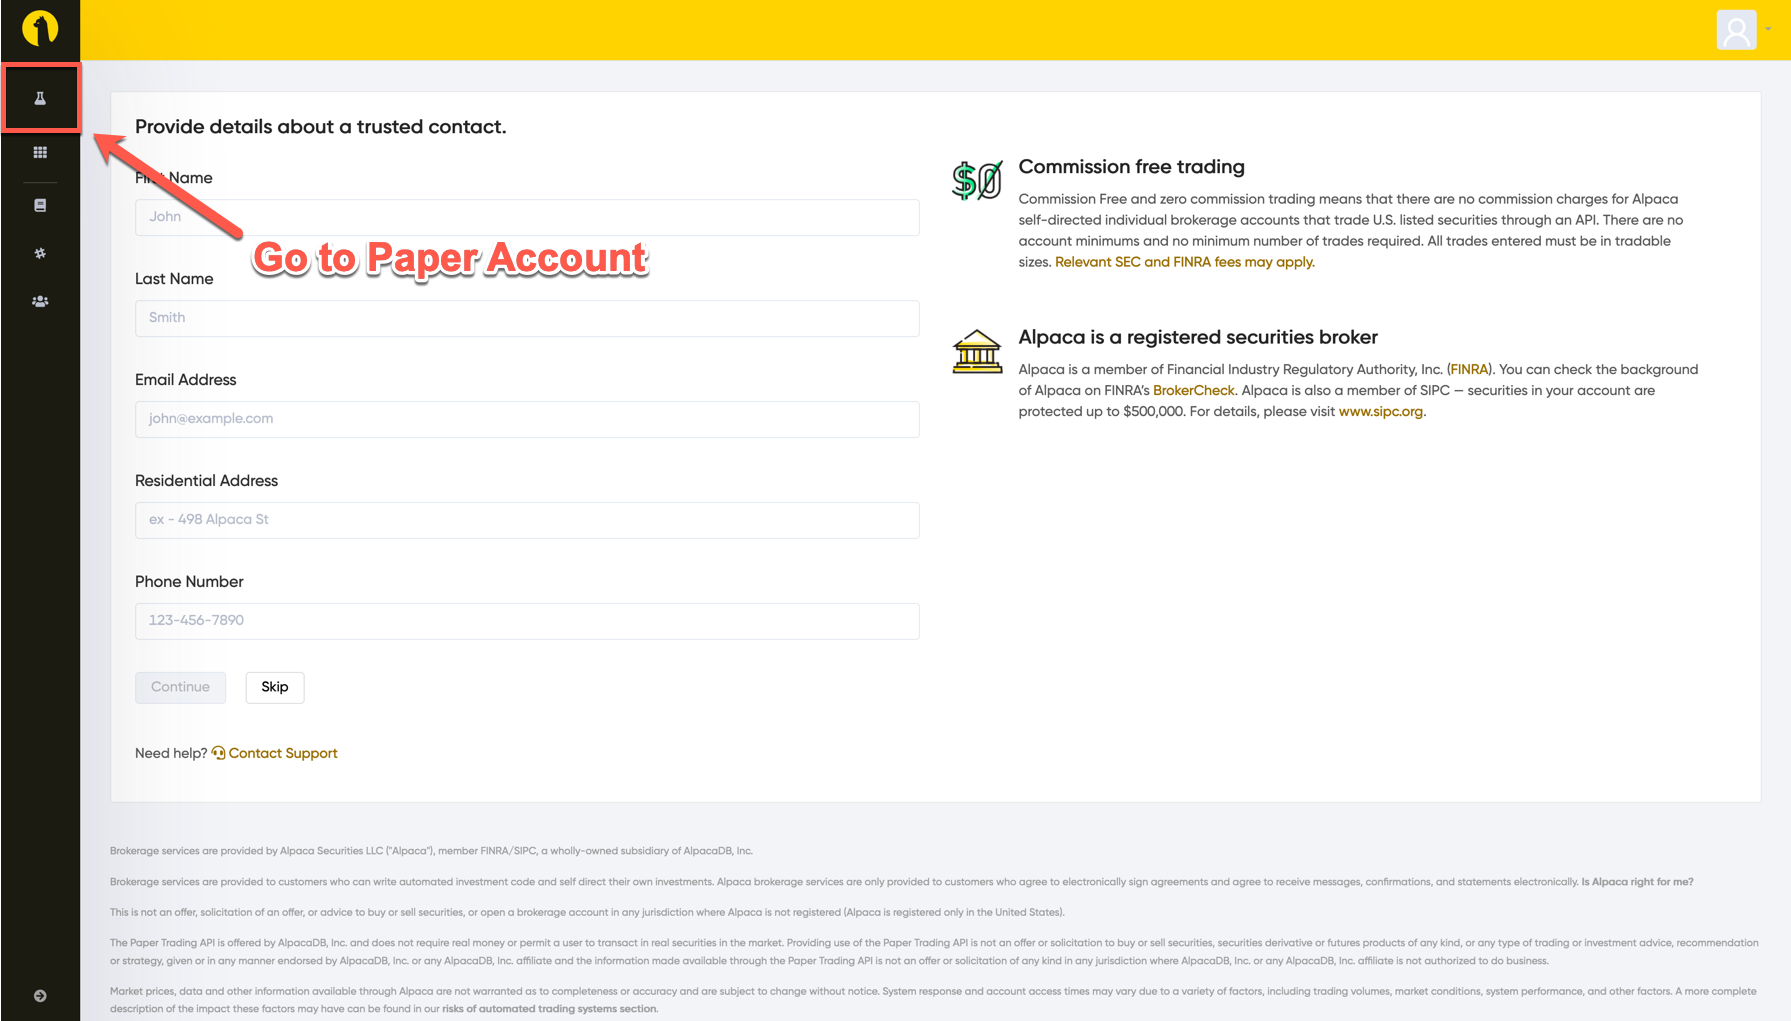 Provide details about a trusted contact.
First Name
John
Go to Paper Account
Last Name
Smith
Email Address
john@example.com
Residential Address
ex - 498 Alpaca St
Phone Number
123-456-7890
Continue
Skip
Need help? Contact Support
$0
Commission free trading
Commission Free and zero commission trading means that there are no commission charges for Alpaca
self-directed individual brokerage accounts that trade U.S. listed securities through an API. There are no
account minimums and no minimum number of trades required. All trades entered must be in tradable
sizes. Relevant SEC and FINRA fees may apply.
Alpaca is a registered securities broker
Alpaca is a member of Financial Industry Regulatory Authority, Inc. (FINRA). You can check the background
of Alpaca on FINRA's BrokerCheck. Alpaca is also a member of SIPC — securities in your account are
protected up to $500,000. For details, please visit www.sipc.org.
Brokerage services are provided by Alpaca Securities LLC ("Alpaca"), member FINRA/SIPC, a wholly-owned subsidiary of AlpacaDB, Inc.
Brokerage services are provided to customers who can write automated investment code and self direct their own investments. Alpaca brokerage services are only provided to customers who agree to electronically sign agreements and agree to receive messages, confirmations, and statements electronically. Is Alpaca right for me?
This is not an offer, solicitation of an offer, or advice to buy or sell securities, or open a brokerage account in any jurisdiction where Alpaca is not registered (Alpaca is registered only in the United States).
The Paper Trading API is offered by AlpacaDB, Inc. and does not require real money or permit a user to transact in real securities in the market. Providing use of the Paper Trading API is not an offer or solicitation to buy or sell securities, securities derivative or futures products of any kind, or any type of trading or investment advice, recommendation
or strategy, given or in any manner endorsed by AlpacaDB, Inc. or any AlpacaDB, Inc. affiliate and the information made available through the Paper Trading API is not an offer or solicitation of any kind in any jurisdiction where AlpacaDB, Inc. or any AlpacaDB, Inc. affiliate is not authorized to do business.
Market prices, data and other information available through Alpaca are not warranted as to completeness or accuracy and are subject to change without notice. System response and account access times may vary due to a variety of factors, including trading volumes, market conditions, system performance, and other factors. A more complete
description of the impact these factors may have can be found in our risks of automated trading systems section.